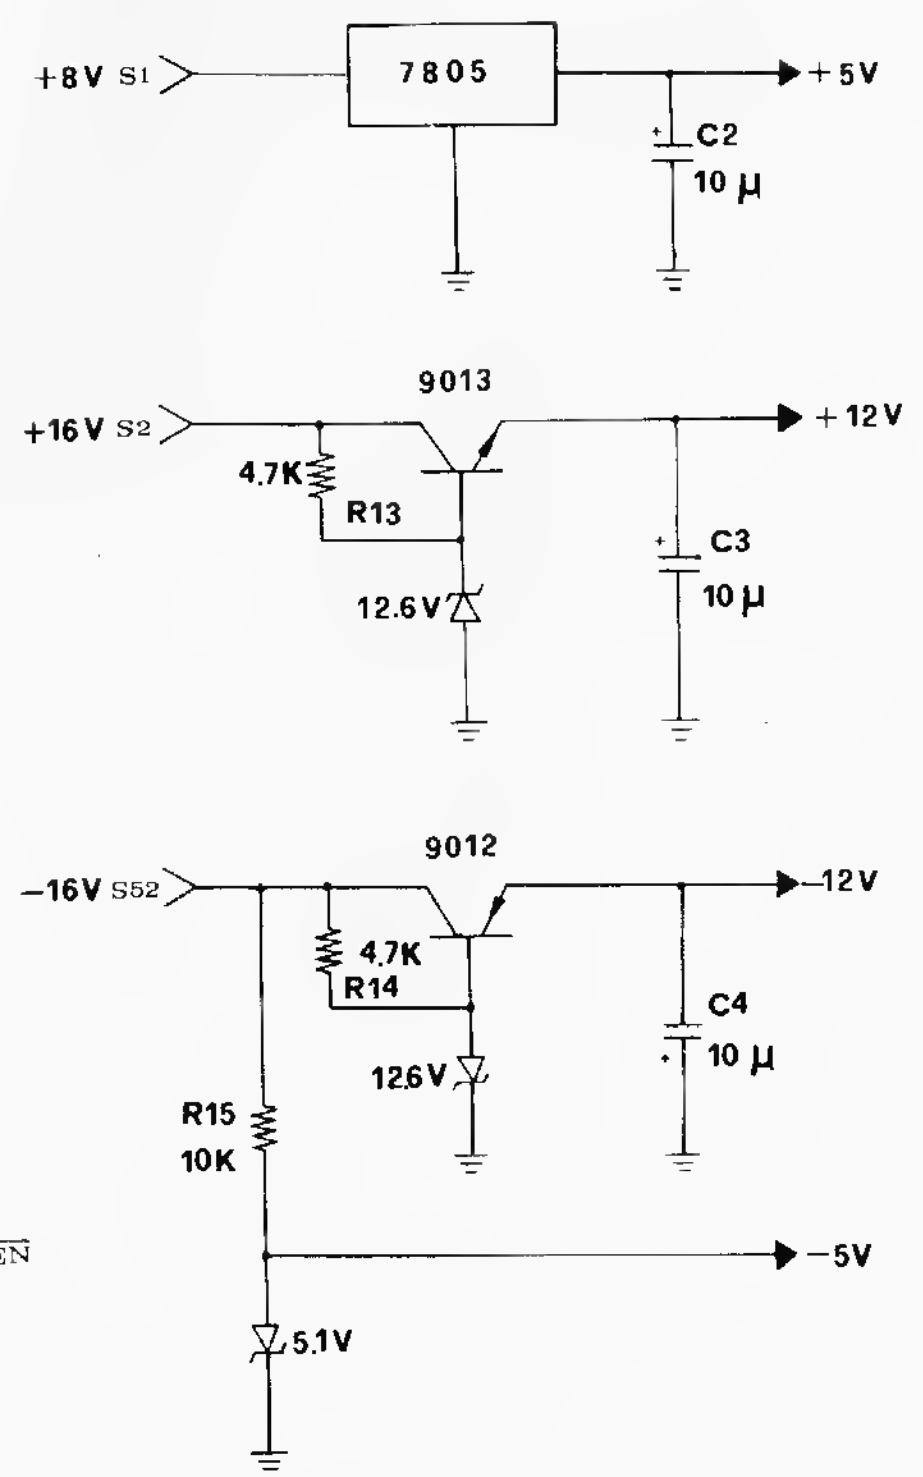 +8V S1
7805
+5V
+
C2
10 μ
9013
+16V S2
+12V
4.7K
R13
+
C3
10 μ
12.6V
9012
−16V S52
−12V
4.7K
R14
C4
10 μ
+
12.6V
R15
10K
EN
−5V
5.1V